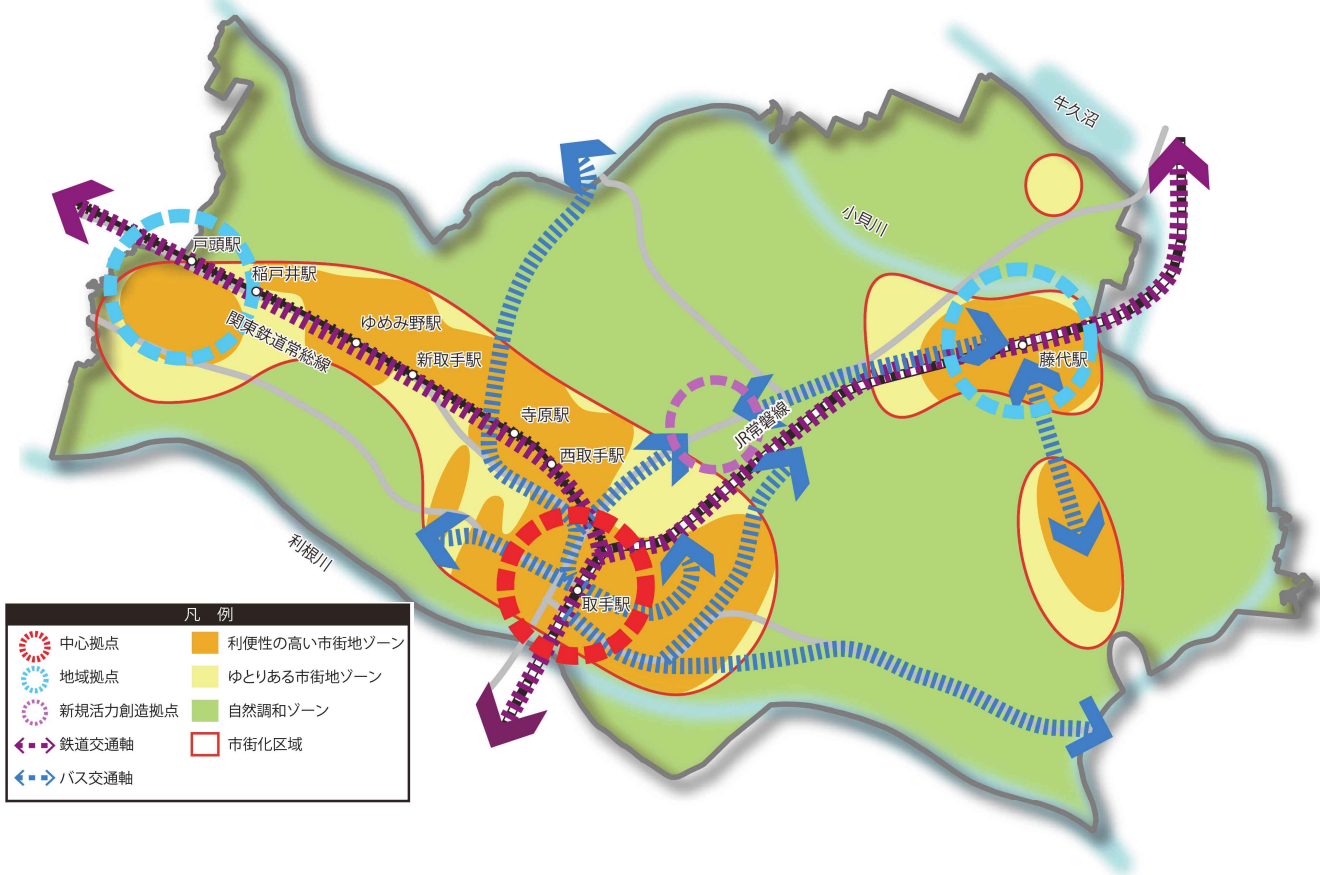 牛久沼
小貝川
戸頭駅
稲戸井駅
関東鉄道常総線
ゆめみ野駅
新取手駅
藤代駅
寺原駅
JR常磐線
西取手駅
利根川
取手駅
凡 例
中心拠点
利便性の高い市街地ゾーン
地域拠点
ゆとりある市街地ゾーン
新規活力創造拠点
自然調和ゾーン
鉄道交通軸
市街化区域
バス交通軸